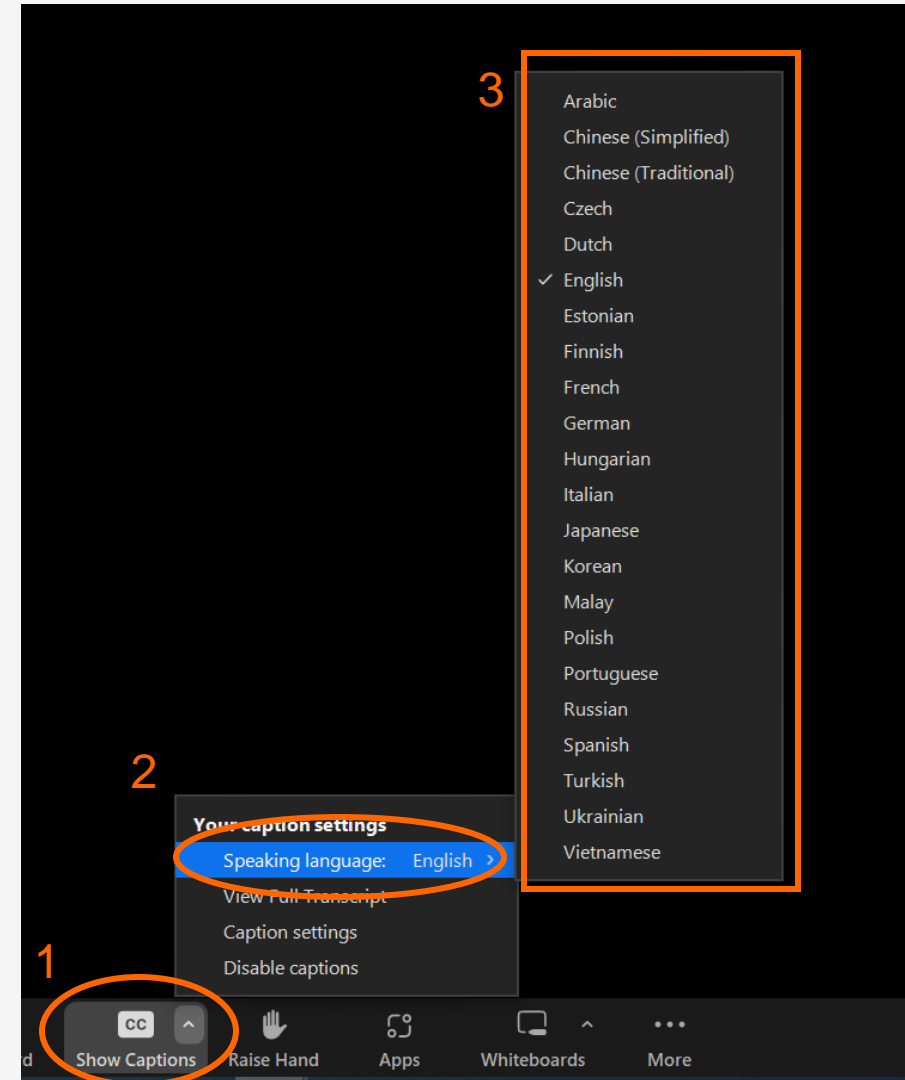 3
Arabic
Chinese (Simplified)
Chinese (Traditional)
Czech
Dutch
English
Estonian
Finnish
French
German
Hungarian
Italian
Japanese
Korean
Malay
Polish
Portuguese
Russian
Spanish
Turkish
Ukrainian
Vietnamese
2
Your caption settings
Speaking language: English
View Full Transcript
Caption settings
Disable captions
1
CC
Show Captions Raise Hand Apps Whiteboards More